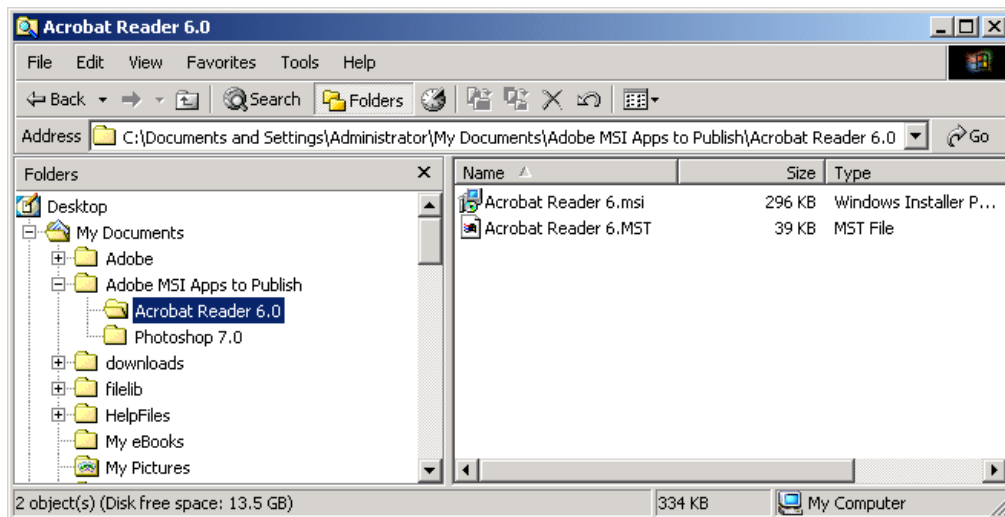 Acrobat Reader 6.0
File Edit View Favorites Tools Help
Back Search Folders
Address C:\Documents and Settings\Administrator\My Documents\Adobe MSI Apps to Publish\Acrobat Reader 6.0 Go
Folders
Name Size Type
Desktop
My Documents
Adobe
Adobe MSI Apps to Publish
Acrobat Reader 6.0
Photoshop 7.0
downloads
filelib
HelpFiles
My eBooks
My Pictures
Acrobat Reader 6.msi 296 KB Windows Installer P...
Acrobat Reader 6.MST 39 KB MST File
2 object(s) (Disk free space: 13.5 GB) 334 KB My Computer